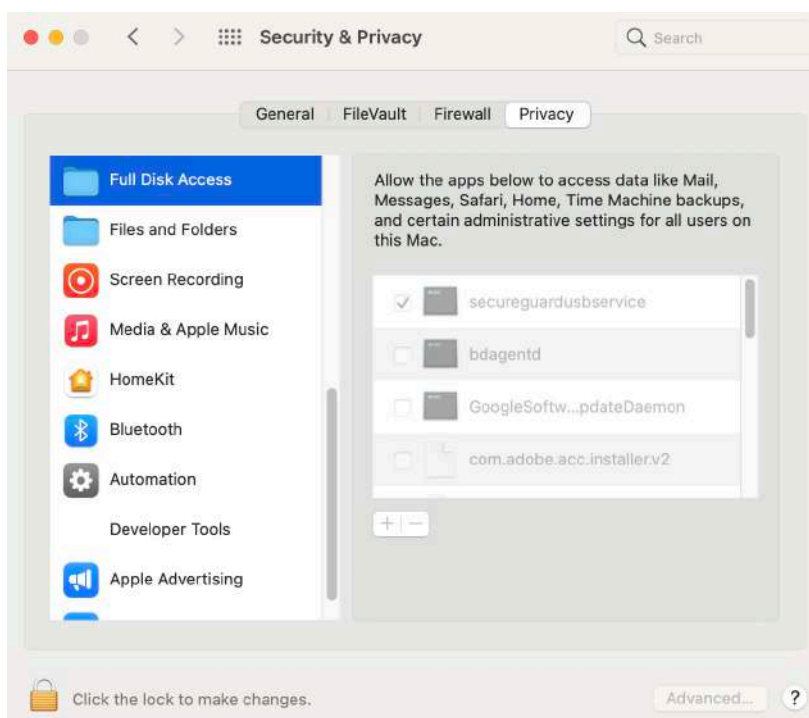 Security & Privacy
Search
General FileVault Firewall Privacy
Full Disk Access
Files and Folders
Screen Recording
Media & Apple Music
HomeKit
Bluetooth
Automation
Developer Tools
Apple Advertising
Allow the apps below to access data like Mail,
Messages, Safari, Home, Time Machine backups,
and certain administrative settings for all users on
this Mac.
secureguardusbservice
bdagentd
GoogleSoftw...pdateDaemon
com.adobe.acc.installer.v2
+ −
Click the lock to make changes.
Advanced...
?